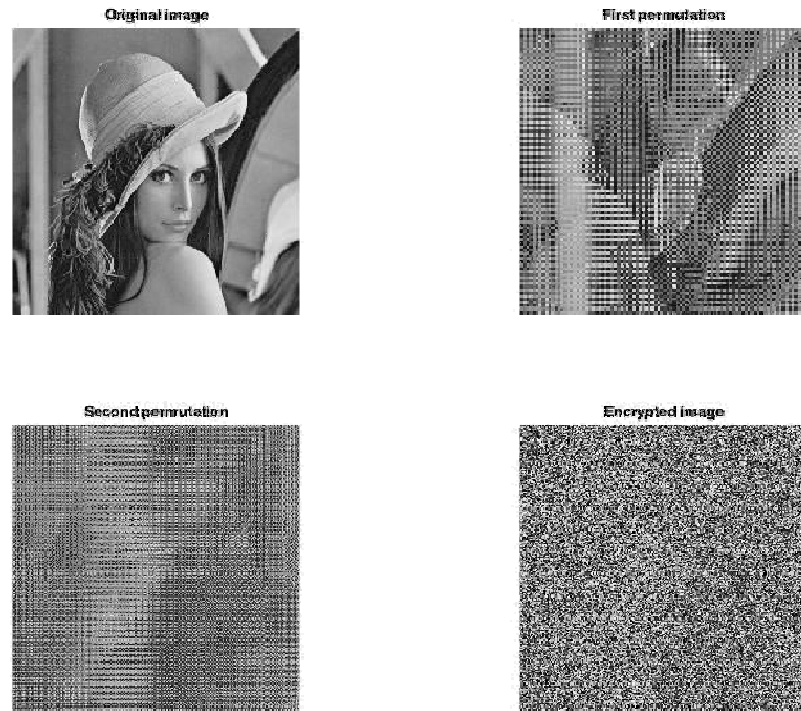 Original image
First permutation
Second permutation
Encrypted image